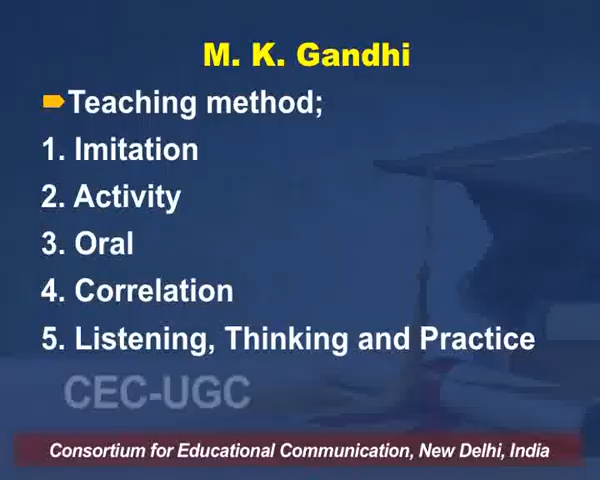 M. K. Gandhi
Teaching method;
1. Imitation
2. Activity
3. Oral
4. Correlation
5. Listening, Thinking and Practice
CEC-UGC
Consortium for Educational Communication, New Delhi, India